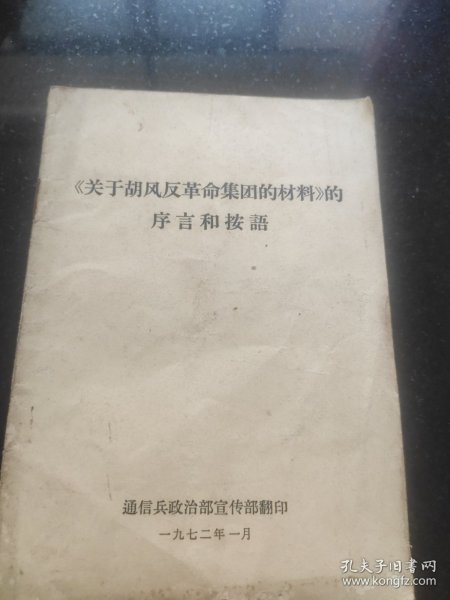 《关于胡风反革命集团的材料》的
序言和按語
通信兵政治部宣传部翻印
一九七二年一月
孔夫子旧书网
www.kongfz.com